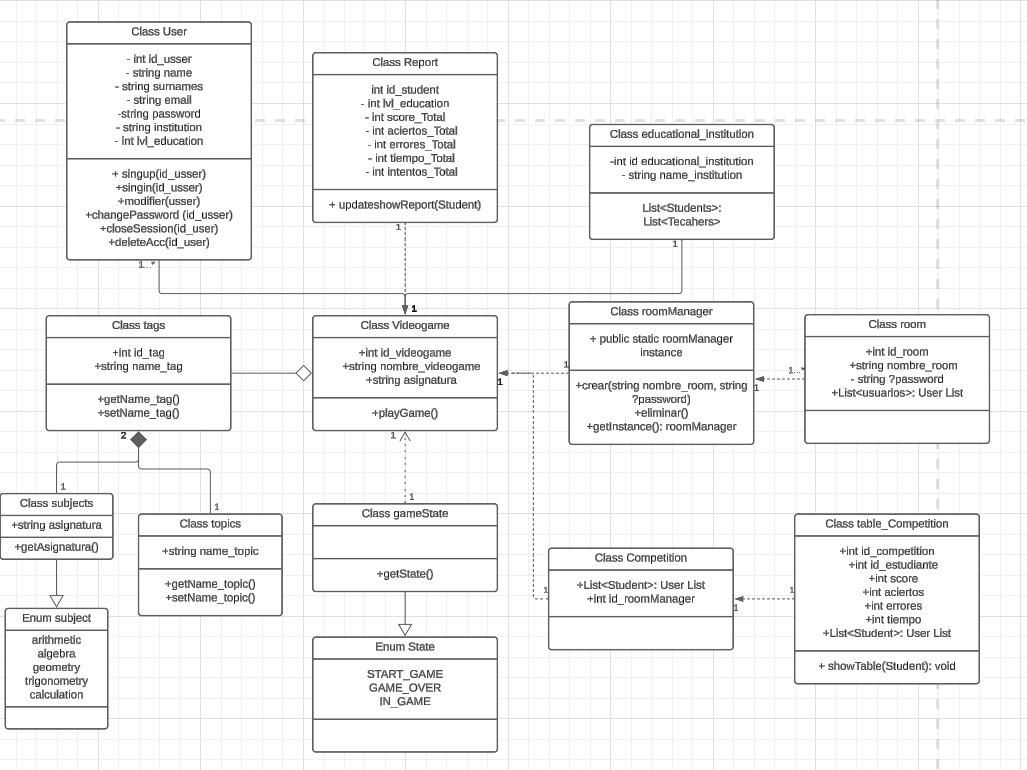 Class User
- int id_usser
- string name
- string surnames
- string email
-string password
- string institution
- int lvl_education
+ singup(id_usser)
+singin(id_usser)
+modifier(usser)
+changePassword (id_usser)
+closeSession(id_user)
+deleteAcc(id_user)
1...*
Class Report
int id_student
- int lvl_education
- int score_Total
- int aciertos_Total
- int errores_Total
- int tiempo_Total
- int intentos_Total
+ updateshowReport(Student)
1
Class educational_institution
-int id educational_institution
- string name_institution
List<Students>:
List<Tecahers>
1
1
Class tags
+int id_tag
+string name_tag
+getName_tag()
+setName_tag()
2
Class Videogame
+int id_videogame
+string nombre_videogame
+string asignatura
+playGame()
1
1
Class roomManager
+ public static roomManager
instance
+crear(string nombre_room, string
?password)
+eliminar()
+getInstance(): roomManager
1
1
Class room
+int id_room
+string nombre_room
- string ?password
+List<usuarios>: User List
1...*
1
Class subjects
+string asignatura
+getAsignatura()
1
Class topics
+string name_topic
+getName_topic()
+setName_topic()
1
Class gameState
+getState()
Class Competition
+List<Student>: User List
+int id_roomManager
1
1
Class table_Competition
+int id_competition
+int id_estudiante
+int score
+int aciertos
+int errores
+int tiempo
+List<Student>: User List
+ showTable(Student): void
1
Enum subject
arithmetic
algebra
geometry
trigonometry
calculation
Enum State
START_GAME
GAME_OVER
IN_GAME